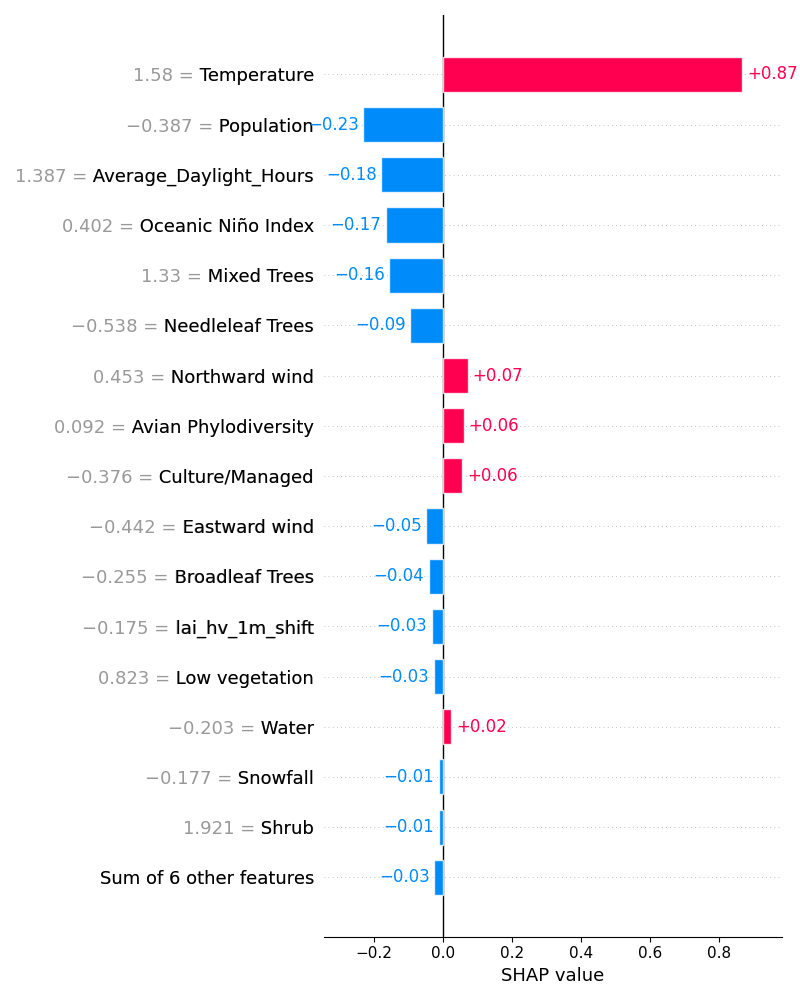 1.58 = Temperature +0.87
−0.387 = Population −0.23
1.387 = Average_Daylight_Hours −0.18
0.402 = Oceanic Niño Index −0.17
1.33 = Mixed Trees −0.16
−0.538 = Needleleaf Trees −0.09
0.453 = Northward wind +0.07
0.092 = Avian Phylodiversity +0.06
−0.376 = Culture/Managed +0.06
−0.442 = Eastward wind −0.05
−0.255 = Broadleaf Trees −0.04
−0.175 = lai_hv_1m_shift −0.03
0.823 = Low vegetation −0.03
−0.203 = Water +0.02
−0.177 = Snowfall −0.01
1.921 = Shrub −0.01
Sum of 6 other features −0.03
−0.2 0.0 0.2 0.4 0.6 0.8
SHAP value